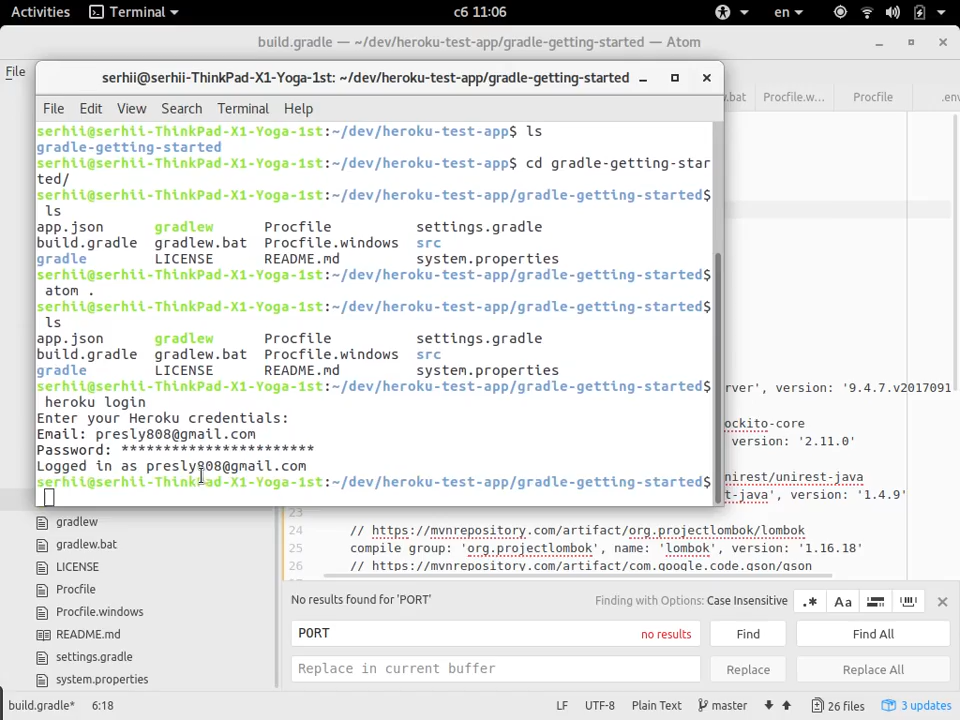 Activities Terminal сб 11:06 en
build.gradle — ~/dev/heroku-test-app/gradle-getting-started — Atom
File
serhii@serhii-ThinkPad-X1-Yoga-1st: ~/dev/heroku-test-app/gradle-getting-started
.bat Procfile.w... Procfile .env
File Edit View Search Terminal Help
serhii@serhii-ThinkPad-X1-Yoga-1st:~/dev/heroku-test-app$ ls
gradle-getting-started
serhii@serhii-ThinkPad-X1-Yoga-1st:~/dev/heroku-test-app$ cd gradle-getting-star
ted/
serhii@serhii-ThinkPad-X1-Yoga-1st:~/dev/heroku-test-app/gradle-getting-started$
ls
app.json gradlew Procfile settings.gradle
build.gradle gradlew.bat Procfile.windows src
gradle LICENSE README.md system.properties
serhii@serhii-ThinkPad-X1-Yoga-1st:~/dev/heroku-test-app/gradle-getting-started$
atom .
serhii@serhii-ThinkPad-X1-Yoga-1st:~/dev/heroku-test-app/gradle-getting-started$
ls
app.json gradlew Procfile settings.gradle
build.gradle gradlew.bat Procfile.windows src
gradle LICENSE README.md system.properties
serhii@serhii-ThinkPad-X1-Yoga-1st:~/dev/heroku-test-app/gradle-getting-started$
heroku login
Enter your Heroku credentials:
Email: presly808@gmail.com
Password: ***********************
Logged in as presly808@gmail.com
serhii@serhii-ThinkPad-X1-Yoga-1st:~/dev/heroku-test-app/gradle-getting-started$
rver', version: '9.4.7.v2017091
ockito-core
version: '2.11.0'
nirest/unirest-java
t-java', version: '1.4.9'
23
24 // https://mvnrepository.com/artifact/org.projectlombok/lombok
25 compile group: 'org.projectlombok', name: 'lombok', version: '1.16.18'
26 // https://mvnrepository.com/artifact/com.google.code.gson/gson
gradlew
gradlew.bat
LICENSE
Procfile
Procfile.windows
README.md
settings.gradle
system.properties
No results found for 'PORT' Finding with Options: Case Insensitive .* Aa
PORT no results Find Find All
Replace in current buffer Replace Replace All
build.gradle* 6:18 LF UTF-8 Plain Text master 26 files 2 updates